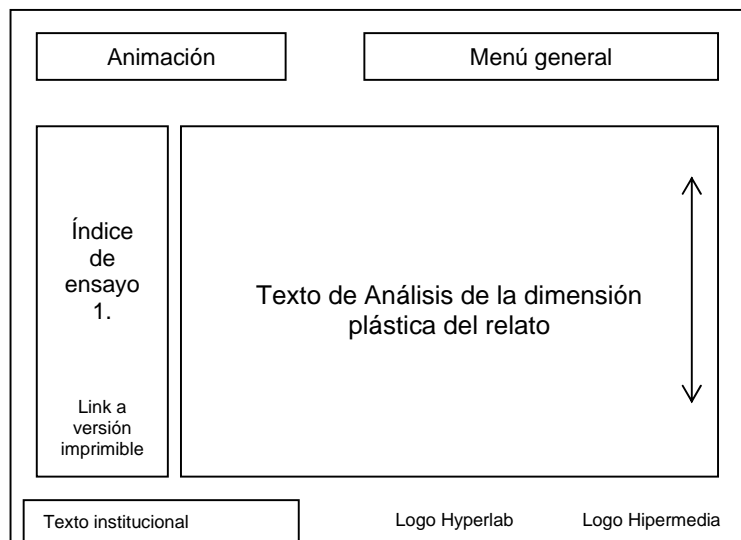 Animación
Menú general
Índice
de
ensayo
1.
Link a
versión
imprimible
Texto de Análisis de la dimensión
plástica del relato
Texto institucional
Logo Hyperlab
Logo Hipermedia